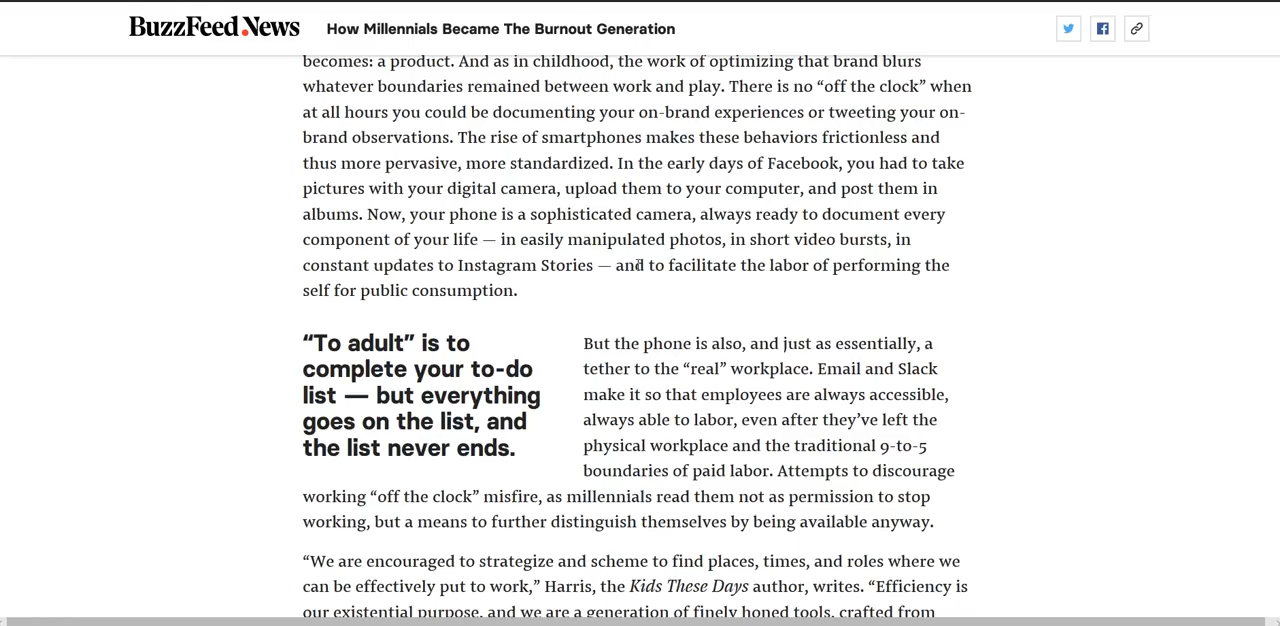 BuzzFeed News
How Millennials Became The Burnout Generation
becomes: a product. And as in childhood, the work of optimizing that brand blurs
whatever boundaries remained between work and play. There is no “off the clock” when
at all hours you could be documenting your on-brand experiences or tweeting your on-
brand observations. The rise of smartphones makes these behaviors frictionless and
thus more pervasive, more standardized. In the early days of Facebook, you had to take
pictures with your digital camera, upload them to your computer, and post them in
albums. Now, your phone is a sophisticated camera, always ready to document every
component of your life — in easily manipulated photos, in short video bursts, in
constant updates to Instagram Stories — and to facilitate the labor of performing the
self for public consumption.
“To adult” is to
complete your to-do
list — but everything
goes on the list, and
the list never ends.
But the phone is also, and just as essentially, a
tether to the “real” workplace. Email and Slack
make it so that employees are always accessible,
always able to labor, even after they’ve left the
physical workplace and the traditional 9-to-5
boundaries of paid labor. Attempts to discourage
working “off the clock” misfire, as millennials read them not as permission to stop
working, but a means to further distinguish themselves by being available anyway.
“We are encouraged to strategize and scheme to find places, times, and roles where we
can be effectively put to work,” Harris, the Kids These Days author, writes. “Efficiency is
our existential purpose, and we are a generation of finely honed tools, crafted from